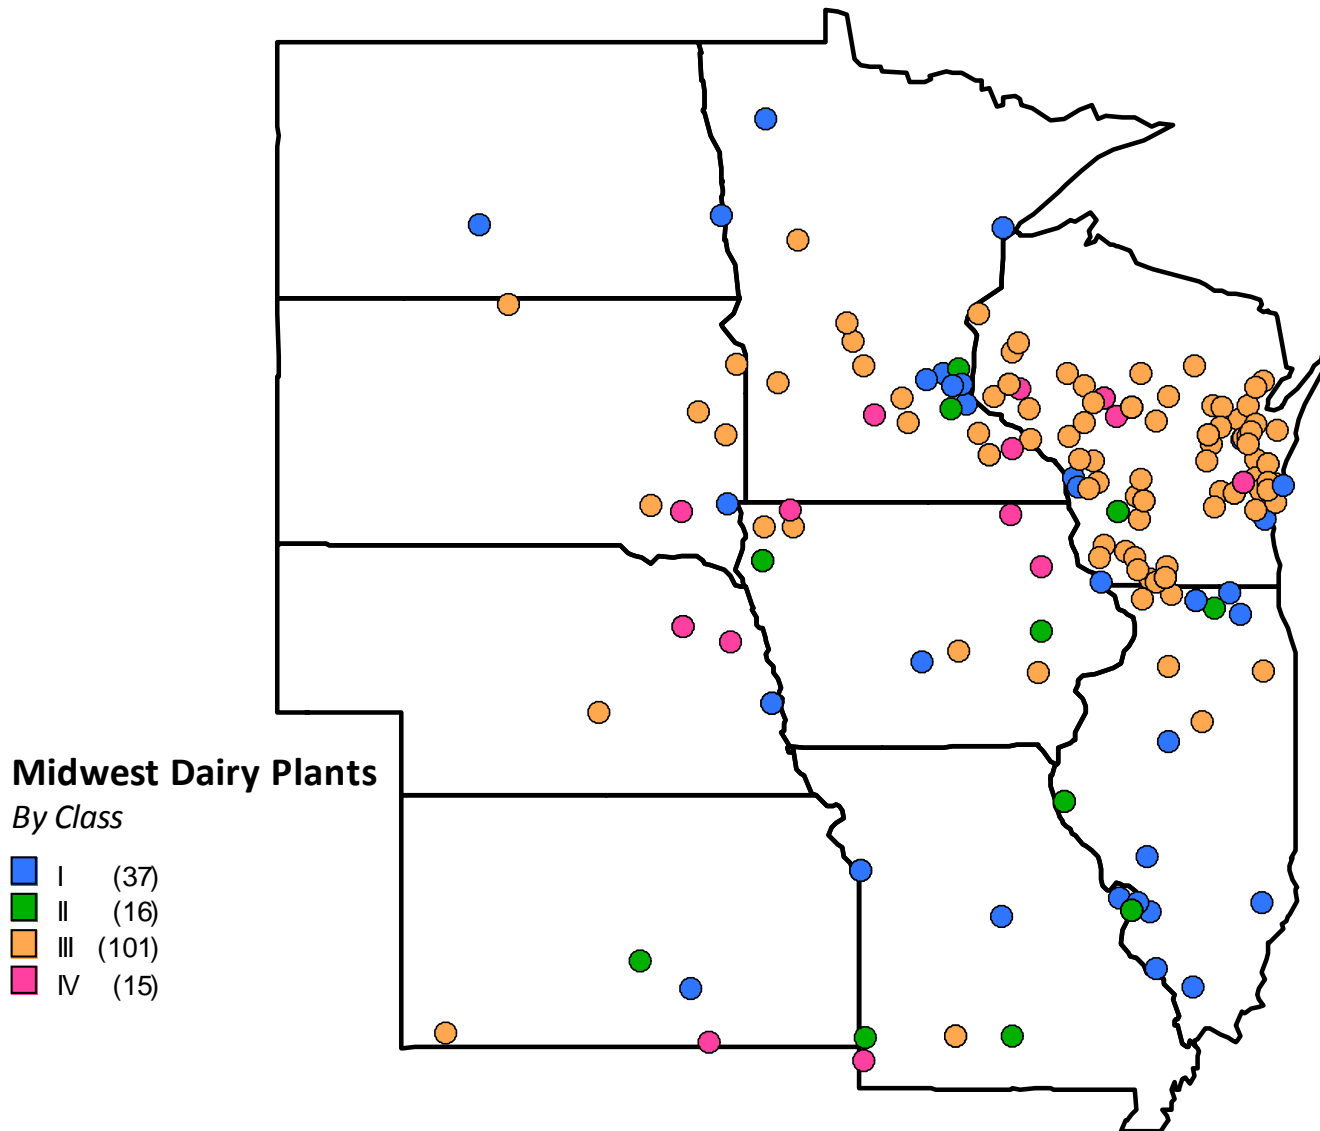 Midwest Dairy Plants
By Class
I (37)
II (16)
III (101)
IV (15)